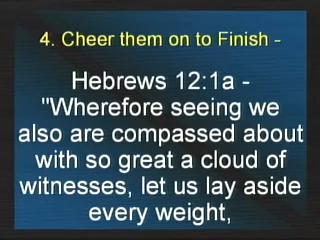 4. Cheer them on to Finish -
Hebrews 12:1a -
"Wherefore seeing we
also are compassed about
with so great a cloud of
witnesses, let us lay aside
every weight,